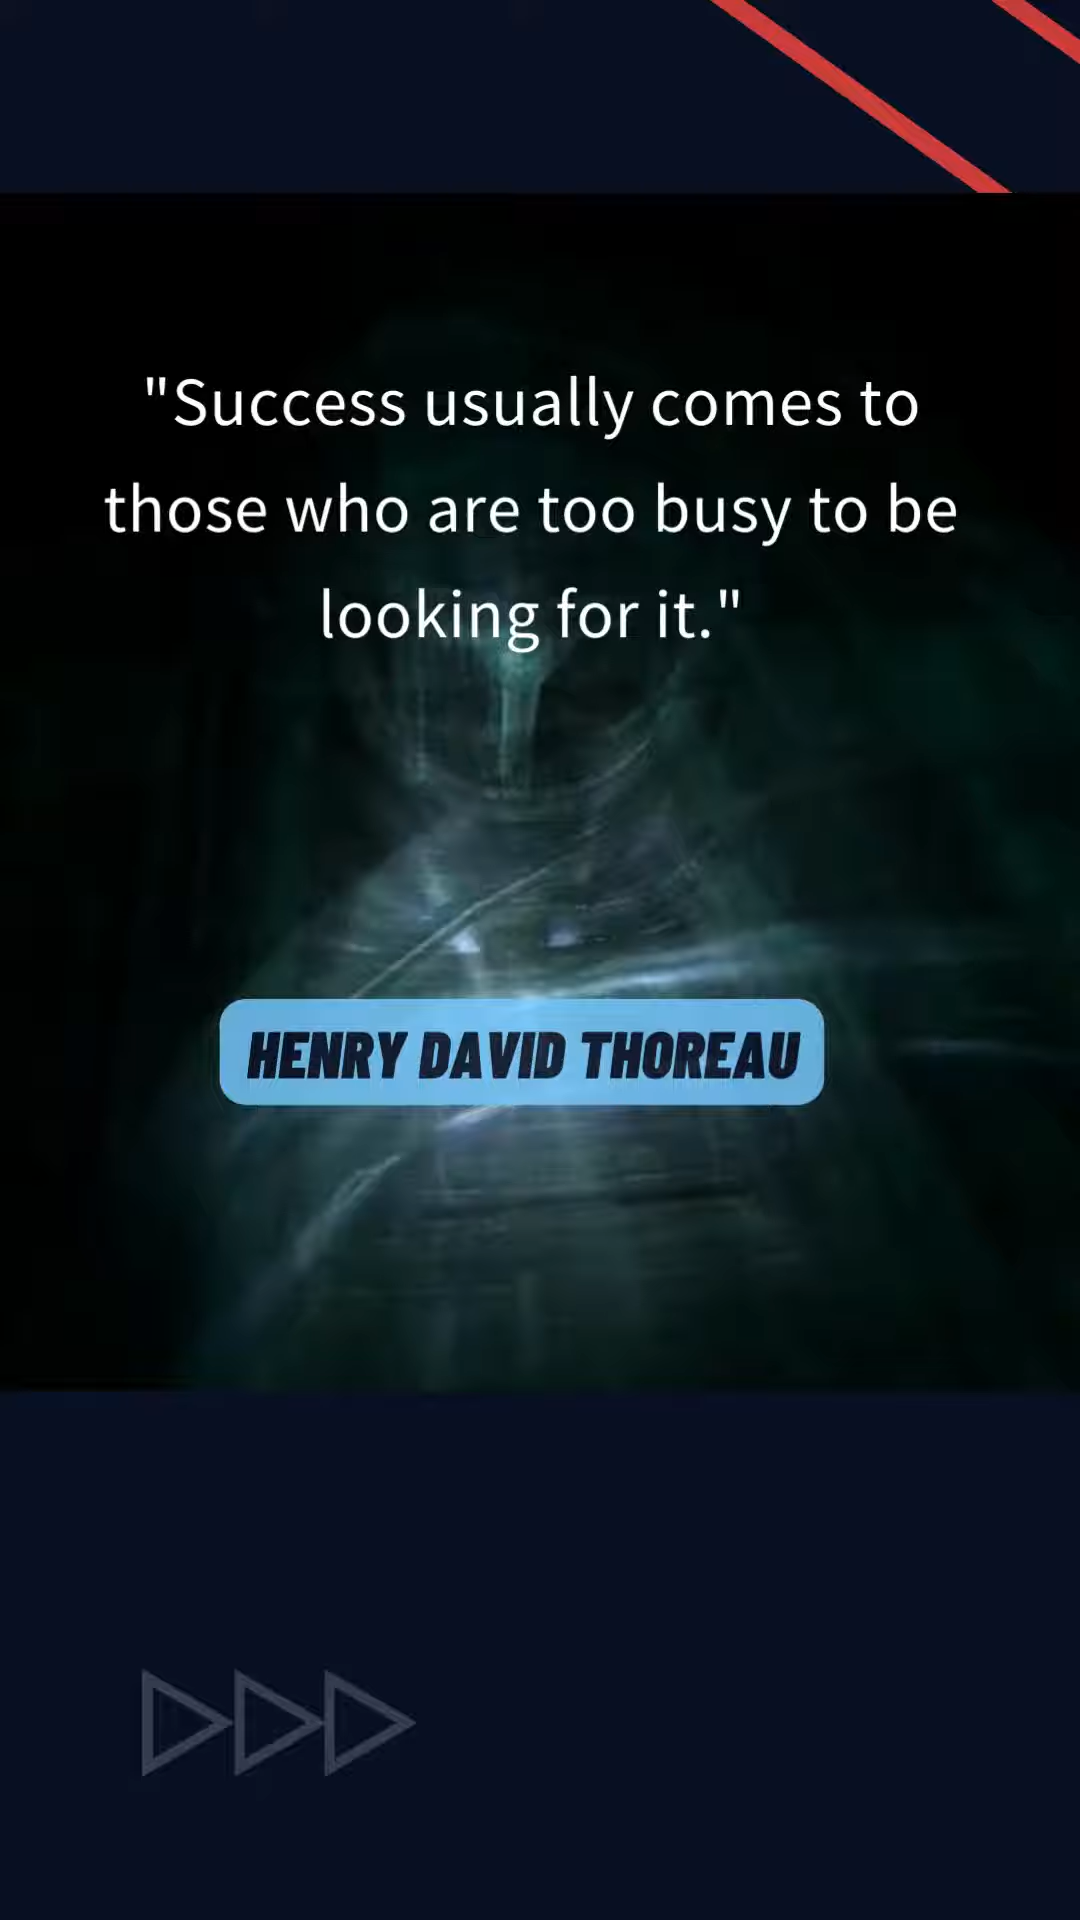 "Success usually comes to
those who are too busy to be
looking for it."
HENRY DAVID THOREAU